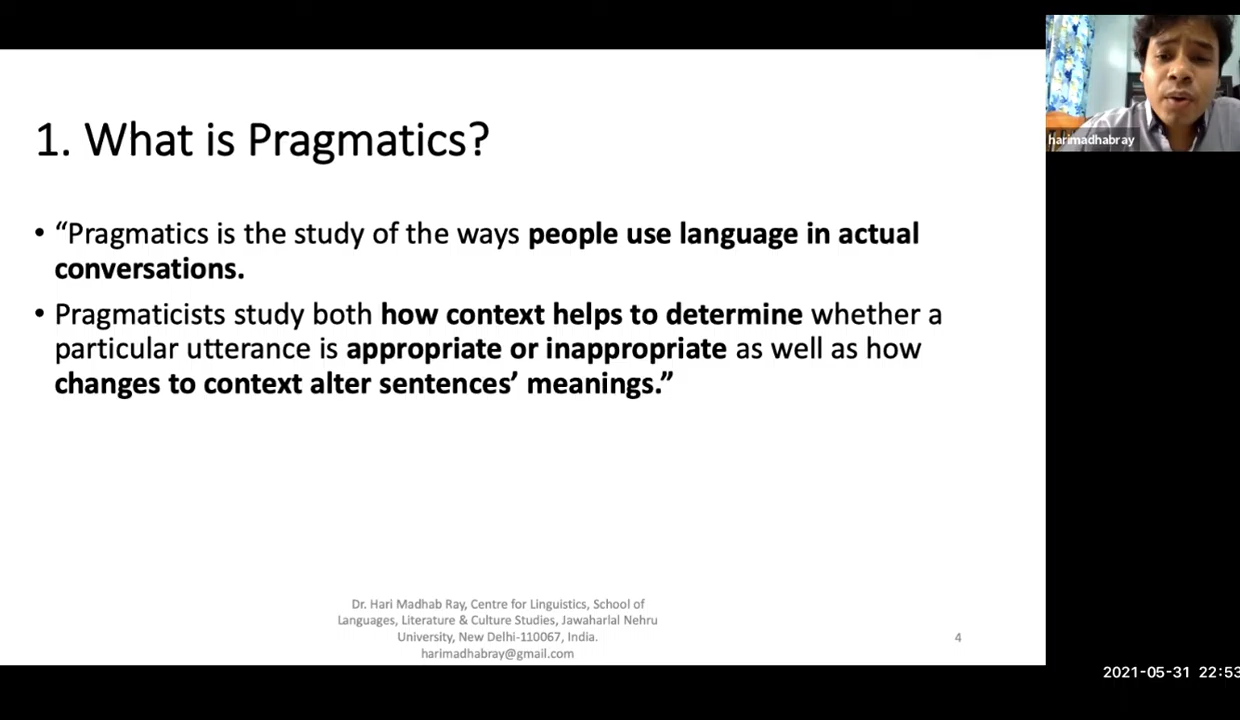 1. What is Pragmatics?
• “Pragmatics is the study of the ways people use language in actual
conversations.
• Pragmaticists study both how context helps to determine whether a
particular utterance is appropriate or inappropriate as well as how
changes to context alter sentences’ meanings.”
Dr. Hari Madhab Ray, Centre for Linguistics, School of
Languages, Literature & Culture Studies, Jawaharlal Nehru
University, New Delhi-110067, India.
harimadhabray@gmail.com
4
harimadhabray
2021-05-31 22:53